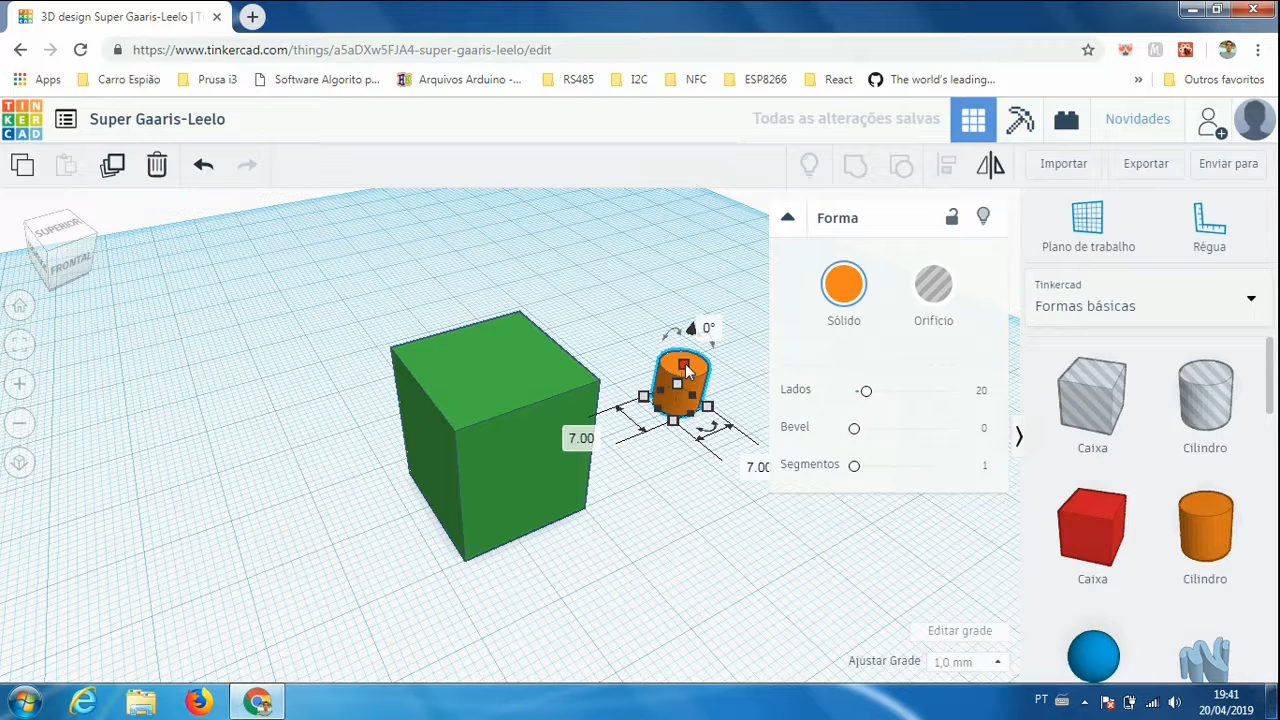 3D design Super Gaaris-Leelo | T
https://www.tinkercad.com/things/a5aDXw5FJA4-super-gaaris-leelo/edit
Apps
Carro Espião
Prusa i3
Software Algorito p...
Arquivos Arduino -...
RS485
I2C
NFC
ESP8266
React
The world's leading...
»
Outros favoritos
TIN
KER
CAD
Super Gaaris-Leelo
Todas as alterações salvas
Novidades
Importar
Exportar
Enviar para
SUPERIOR
FRONTAL
Forma
Plano de trabalho
Régua
Sólido
Orifício
Tinkercad
Formas básicas
0°
Lados
20
Bevel
0
Segmentos
1
7.00
7.00
Caixa
Cilindro
Caixa
Cilindro
Editar grade
Ajustar Grade
1,0 mm
PT
19:41
20/04/2019